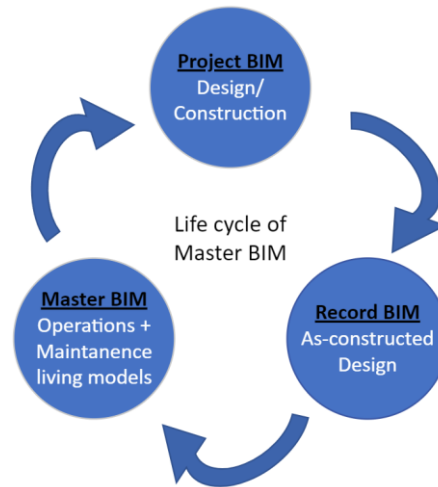 Project BIM
Design/
Construction
Life cycle of
Master BIM
Master BIM
Operations +
Maintanence
living models
Record BIM
As-constructed
Design